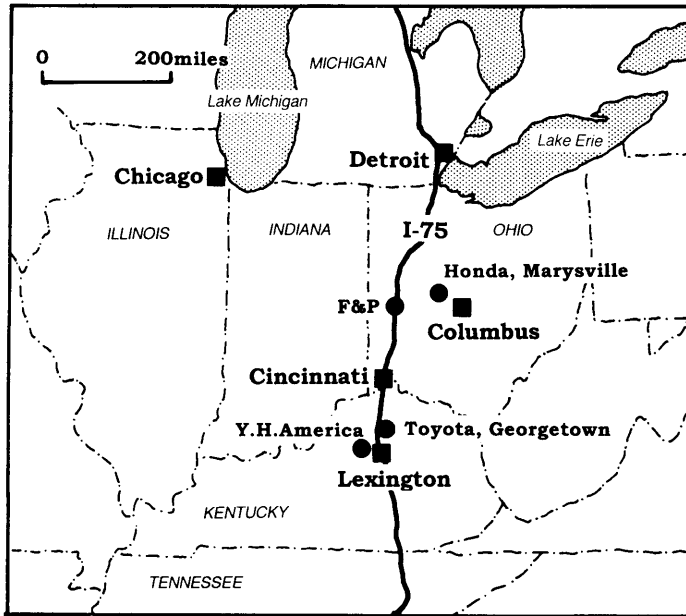 0 200miles
MICHIGAN
Lake Michigan
Detroit
Lake Erie
Chicago
ILLINOIS
INDIANA
I-75
OHIO
Honda, Marysville
F&P
Columbus
Cincinnati
Y.H.America
Toyota, Georgetown
Lexington
KENTUCKY
TENNESSEE